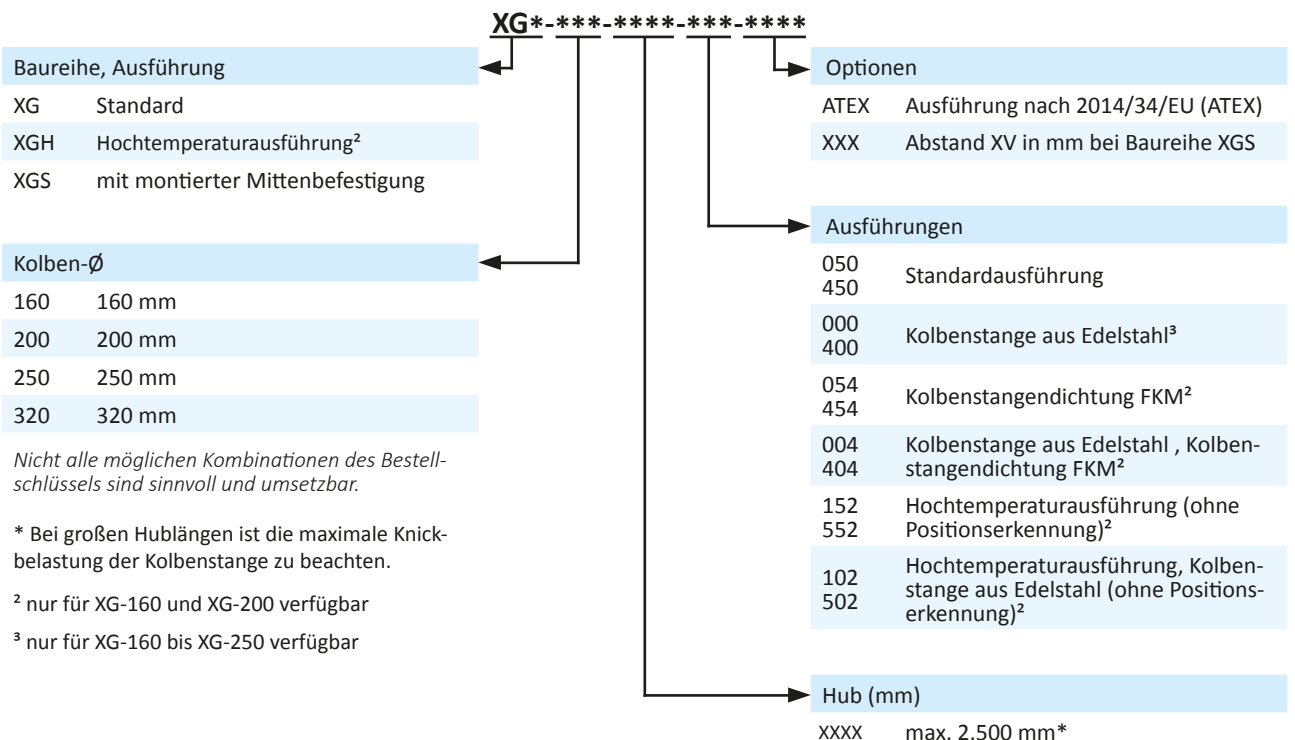 XG*-***-****-***-****
Baureihe, Ausführung
XG Standard
XGH Hochtemperaturausführung²
XGS mit montierter Mittenbefestigung
Kolben-Ø
160 160 mm
200 200 mm
250 250 mm
320 320 mm
Nicht alle möglichen Kombinationen des Bestell-
schlüssels sind sinnvoll und umsetzbar.
* Bei großen Hublängen ist die maximale Knick-
belastung der Kolbenstange zu beachten.
² nur für XG-160 und XG-200 verfügbar
³ nur für XG-160 bis XG-250 verfügbar
Optionen
ATEX Ausführung nach 2014/34/EU (ATEX)
XXX Abstand XV in mm bei Baureihe XGS
Ausführungen
050
450
Standardausführung
000
400
Kolbenstange aus Edelstahl³
054
454
Kolbenstangendichtung FKM²
004
404
Kolbenstange aus Edelstahl , Kolben-
stangendichtung FKM²
152
552
Hochtemperaturausführung (ohne
Positionserkennung)²
102
502
Hochtemperaturausführung, Kolben-
stange aus Edelstahl (ohne Positions-
erkennung)²
Hub (mm)
XXXX max. 2.500 mm*